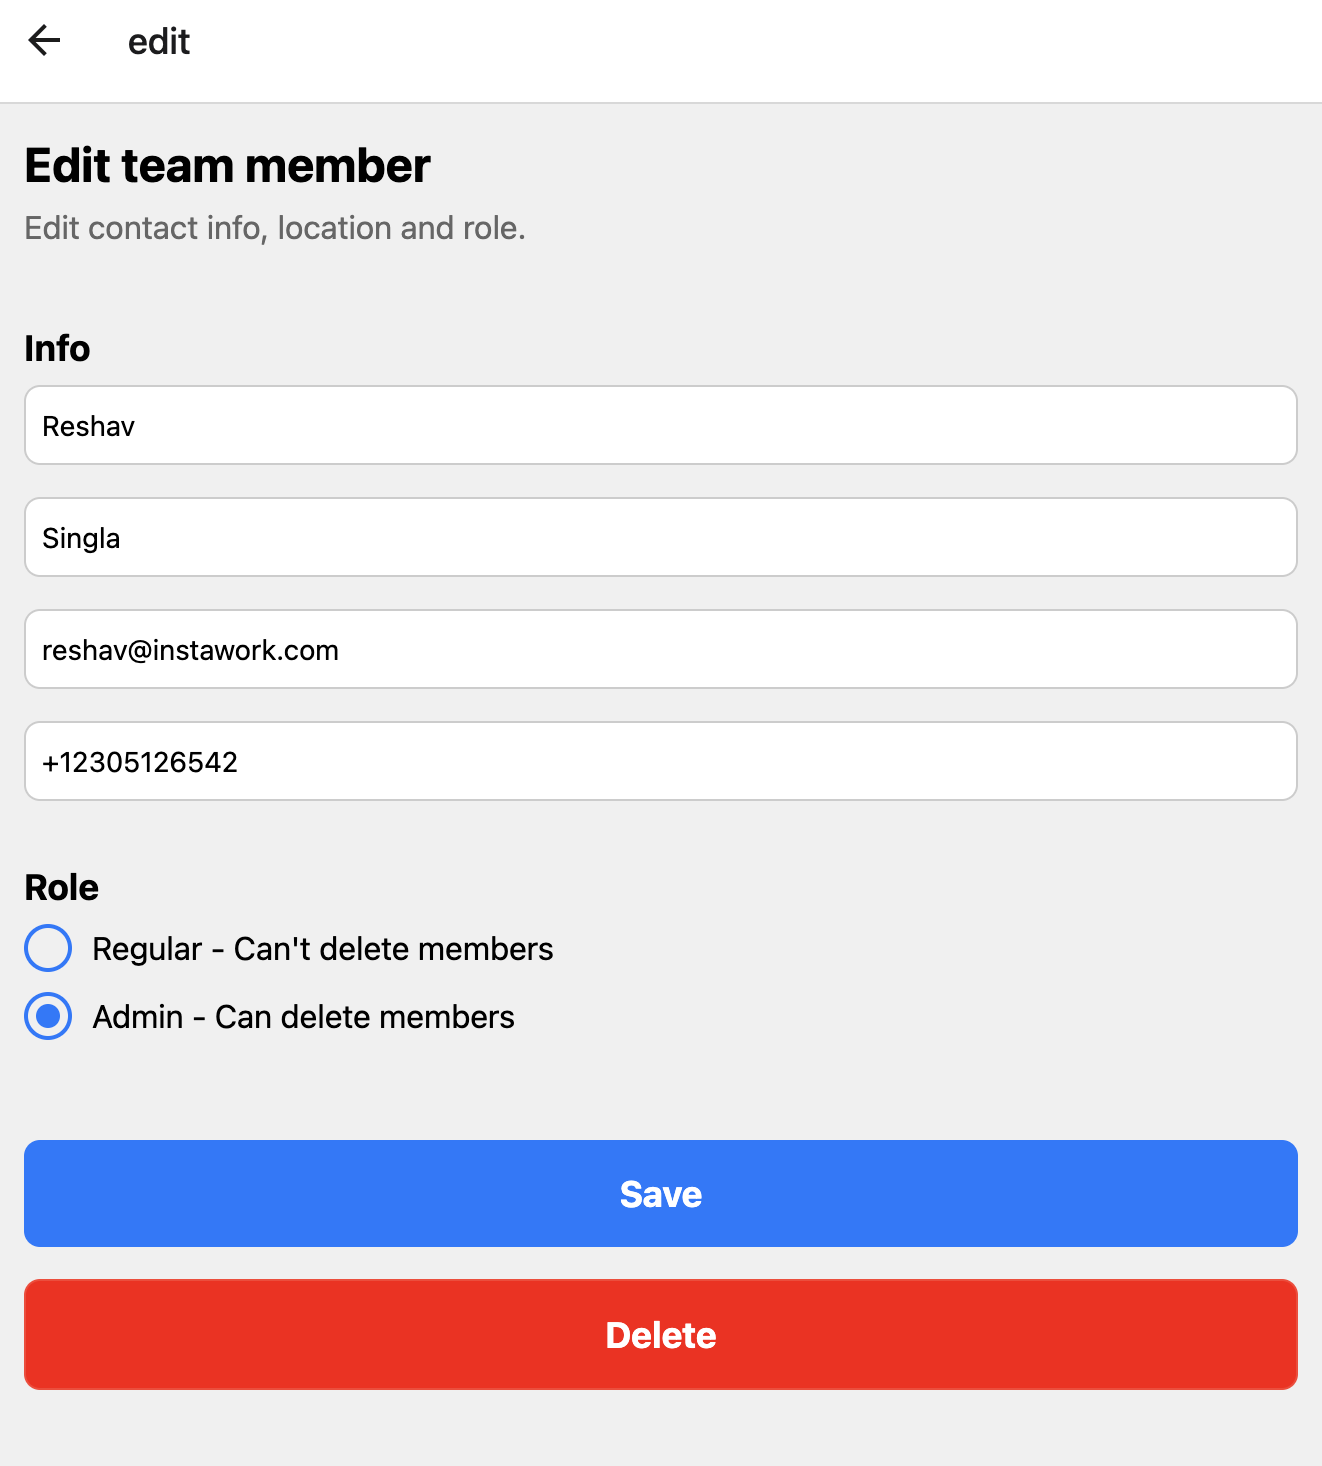 edit
Edit team member
Edit contact info, location and role.
Info
Reshav
Singla
reshav@instawork.com
+12305126542
Role
Regular - Can't delete members
Admin - Can delete members
Save
Delete